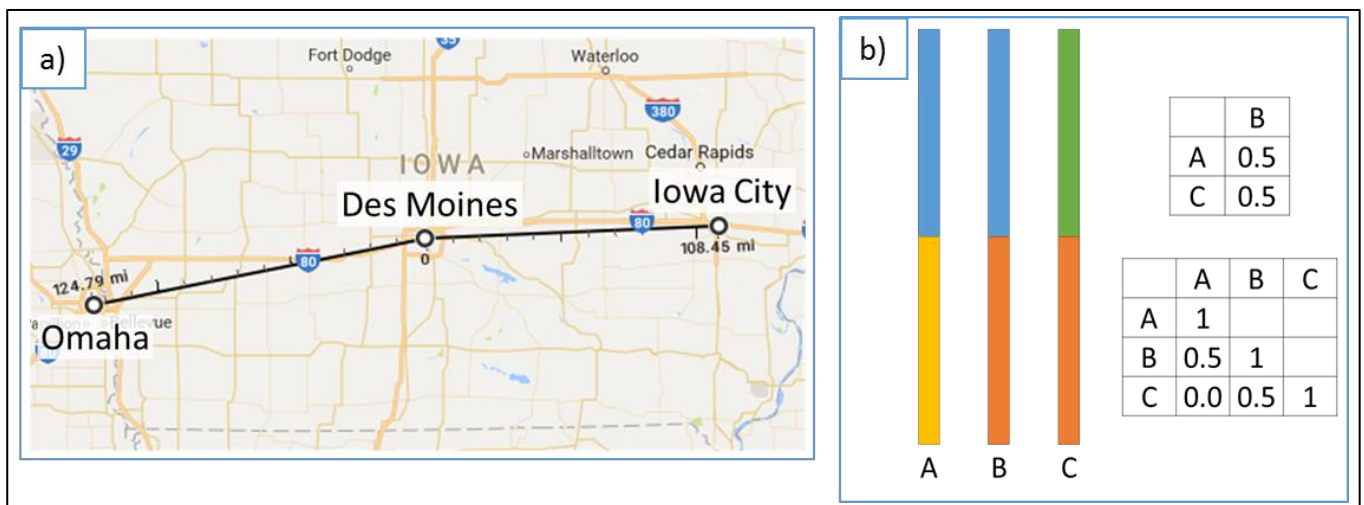 a)
35
Fort Dodge
Waterloo
380
29
IOWA
Marshalltown
Cedar Rapids
Des Moines
Iowa City
80
108.45 mi
0
80
124.79 mi
Omaha
b)
B
A 0.5
C 0.5
A B C
A 1
B 0.5 1
C 0.0 0.5 1
A B C